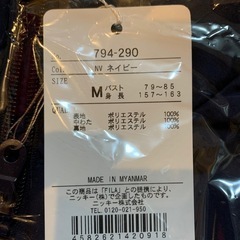 794-290
NV ネイビー
SIZE
M バスト 79～85
身長 157～163
表地 ポリエステル 100%
中わた ポリエステル 100%
裏地 ポリエステル 100%
MADE IN MYANMAR
この商品は「FILA」との提携により、
ニッキー(株)で企画したものです。
ニッキー株式会社
TEL. 0120-021-950
4582621420918